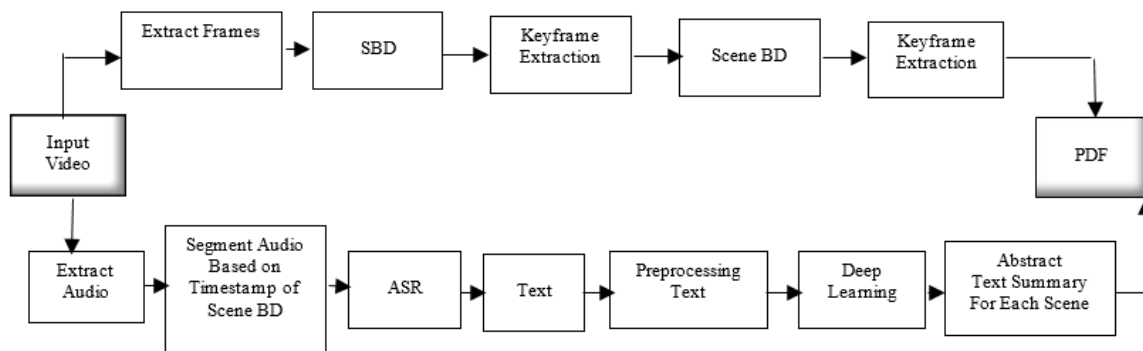 Extract Frames
SBD
Keyframe
Extraction
Scene BD
Keyframe
Extraction
Input
Video
PDF
Extract
Audio
Segment Audio
Based on
Timestamp of
Scene BD
ASR
Text
Preprocessing
Text
Deep
Learning
Abstract
Text Summary
For Each Scene